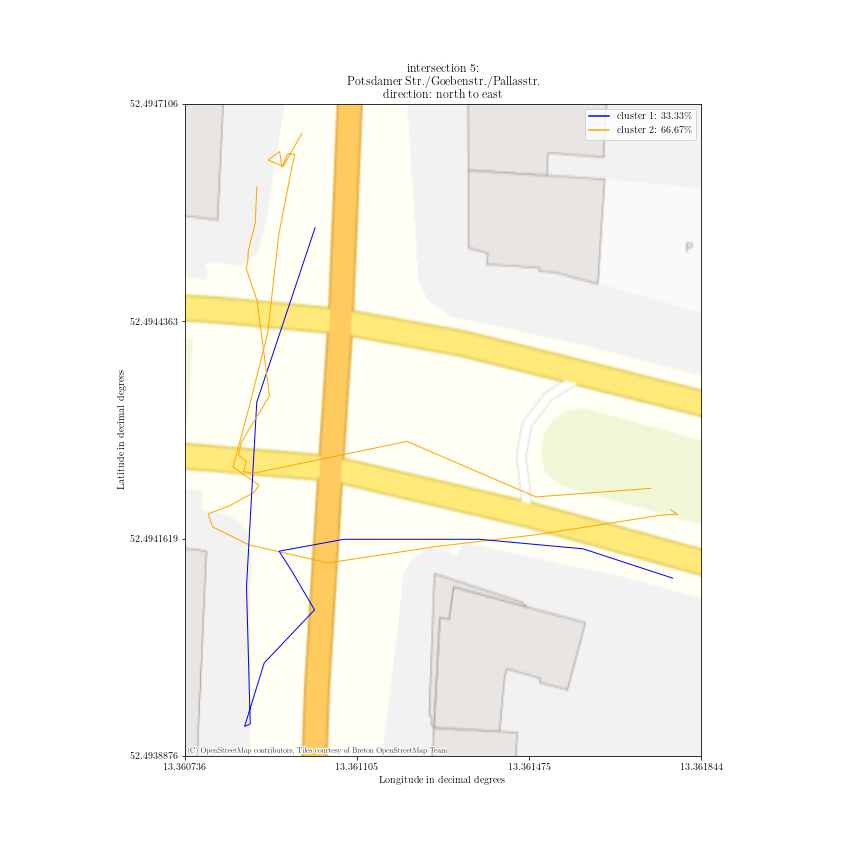 intersection 5:
Potsdamer Str./Goebenstr./Pallasstr.
direction: north to east
52.4947106
cluster 1: 33.33%
cluster 2: 66.67%
P
52.4944363
Latitude in decimal degrees
52.4941619
52.4938876
(C) OpenStreetMap contributors, Tiles courtesy of Breton OpenStreetMap Team
13.360736
13.361105
13.361475
13.361844
Longitude in decimal degrees